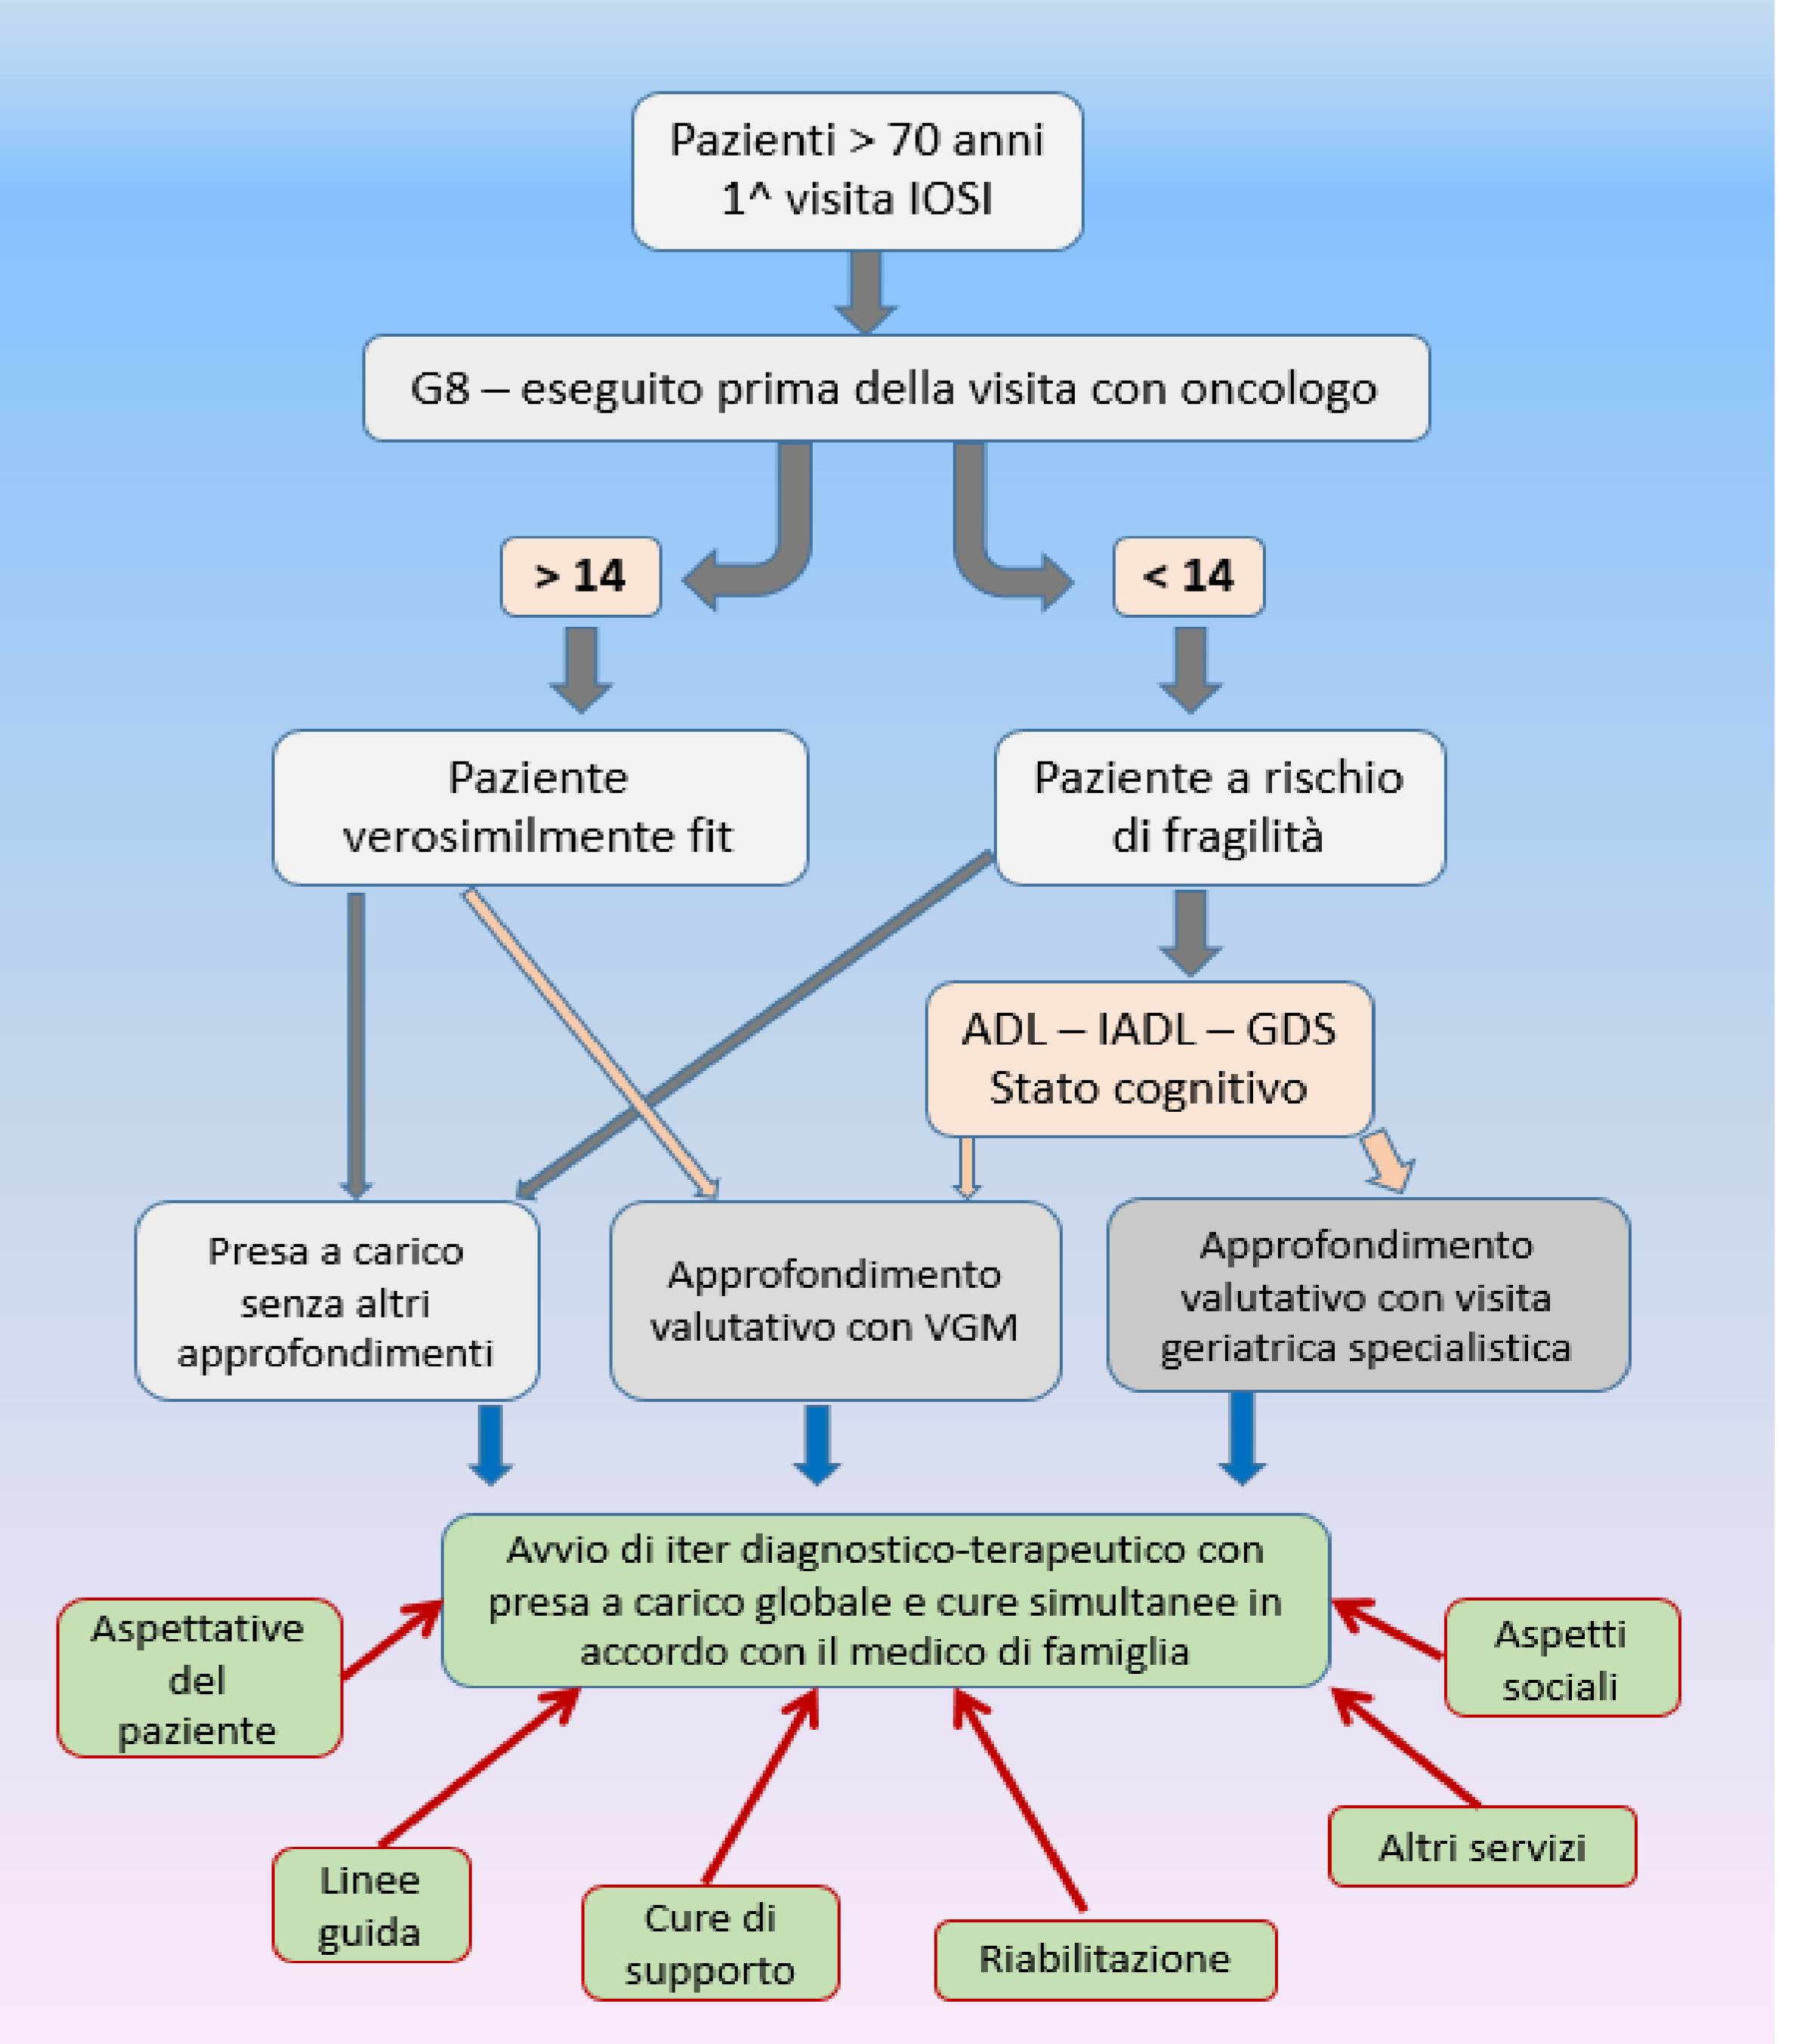 Pazienti > 70 anni
1^ visita IOSI
G8 – eseguito prima della visita con oncologo
> 14
< 14
Paziente
verosimilmente fit
Paziente a rischio
di fragilità
ADL – IADL – GDS
Stato cognitivo
Presa a carico
senza altri
approfondimenti
Approfondimento
valutativo con VGM
Approfondimento
valutativo con visita
geriatrica specialistica
Avvio di iter diagnostico-terapeutico con
presa a carico globale e cure simultanee in
accordo con il medico di famiglia
Aspettative
del
paziente
Aspetti
sociali
Linee
guida
Cure di
supporto
Riabilitazione
Altri servizi